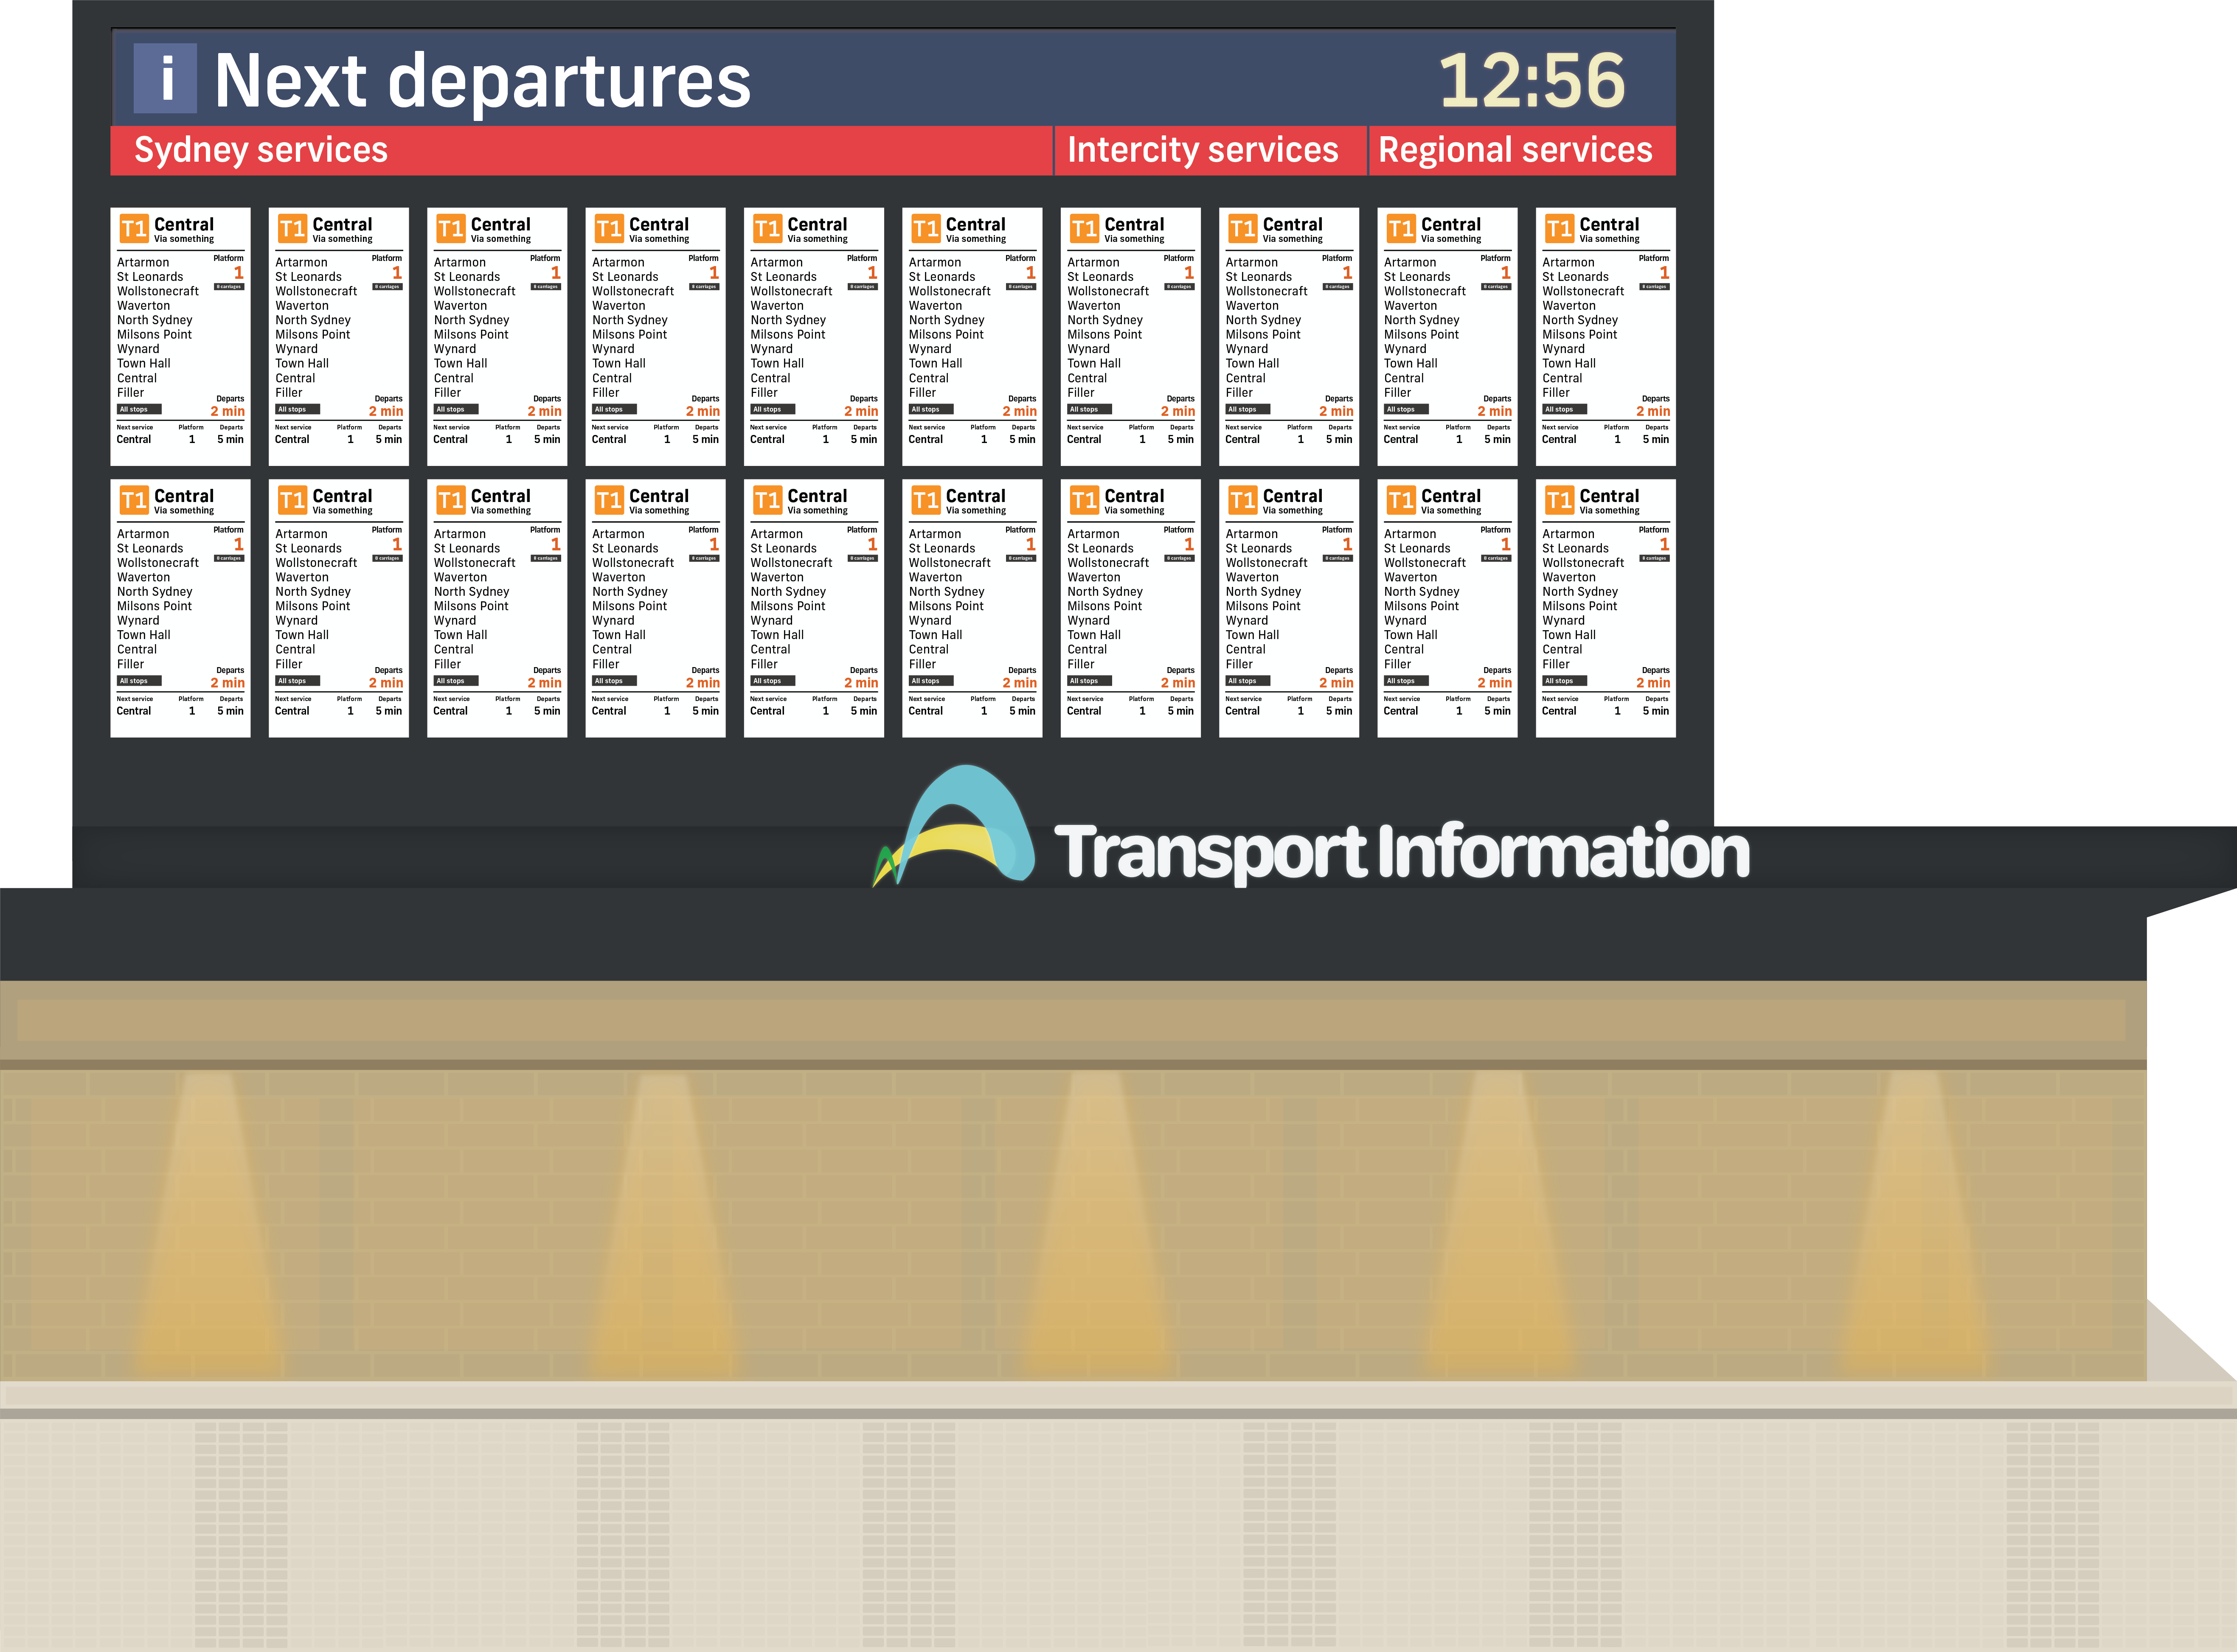 i Next departures
12:56
Sydney services
Intercity services
Regional services
T1 Central
Via something
Platform
1
8 carriages
Artarmon
St Leonards
Wollstonecraft
Waverton
North Sydney
Milsons Point
Wynard
Town Hall
Central
Filler
All stops
Departs
2 min
Next service Platform Departs
Central 1 5 min
T1 Central
Via something
Platform
1
8 carriages
Artarmon
St Leonards
Wollstonecraft
Waverton
North Sydney
Milsons Point
Wynard
Town Hall
Central
Filler
All stops
Departs
2 min
Next service Platform Departs
Central 1 5 min
T1 Central
Via something
Platform
1
8 carriages
Artarmon
St Leonards
Wollstonecraft
Waverton
North Sydney
Milsons Point
Wynard
Town Hall
Central
Filler
All stops
Departs
2 min
Next service Platform Departs
Central 1 5 min
T1 Central
Via something
Platform
1
8 carriages
Artarmon
St Leonards
Wollstonecraft
Waverton
North Sydney
Milsons Point
Wynard
Town Hall
Central
Filler
All stops
Departs
2 min
Next service Platform Departs
Central 1 5 min
T1 Central
Via something
Platform
1
8 carriages
Artarmon
St Leonards
Wollstonecraft
Waverton
North Sydney
Milsons Point
Wynard
Town Hall
Central
Filler
All stops
Departs
2 min
Next service Platform Departs
Central 1 5 min
T1 Central
Via something
Platform
1
8 carriages
Artarmon
St Leonards
Wollstonecraft
Waverton
North Sydney
Milsons Point
Wynard
Town Hall
Central
Filler
All stops
Departs
2 min
Next service Platform Departs
Central 1 5 min
T1 Central
Via something
Platform
1
8 carriages
Artarmon
St Leonards
Wollstonecraft
Waverton
North Sydney
Milsons Point
Wynard
Town Hall
Central
Filler
All stops
Departs
2 min
Next service Platform Departs
Central 1 5 min
T1 Central
Via something
Platform
1
8 carriages
Artarmon
St Leonards
Wollstonecraft
Waverton
North Sydney
Milsons Point
Wynard
Town Hall
Central
Filler
All stops
Departs
2 min
Next service Platform Departs
Central 1 5 min
T1 Central
Via something
Platform
1
8 carriages
Artarmon
St Leonards
Wollstonecraft
Waverton
North Sydney
Milsons Point
Wynard
Town Hall
Central
Filler
All stops
Departs
2 min
Next service Platform Departs
Central 1 5 min
T1 Central
Via something
Platform
1
8 carriages
Artarmon
St Leonards
Wollstonecraft
Waverton
North Sydney
Milsons Point
Wynard
Town Hall
Central
Filler
All stops
Departs
2 min
Next service Platform Departs
Central 1 5 min
T1 Central
Via something
Platform
1
8 carriages
Artarmon
St Leonards
Wollstonecraft
Waverton
North Sydney
Milsons Point
Wynard
Town Hall
Central
Filler
All stops
Departs
2 min
Next service Platform Departs
Central 1 5 min
T1 Central
Via something
Platform
1
8 carriages
Artarmon
St Leonards
Wollstonecraft
Waverton
North Sydney
Milsons Point
Wynard
Town Hall
Central
Filler
All stops
Departs
2 min
Next service Platform Departs
Central 1 5 min
T1 Central
Via something
Platform
1
8 carriages
Artarmon
St Leonards
Wollstonecraft
Waverton
North Sydney
Milsons Point
Wynard
Town Hall
Central
Filler
All stops
Departs
2 min
Next service Platform Departs
Central 1 5 min
T1 Central
Via something
Platform
1
8 carriages
Artarmon
St Leonards
Wollstonecraft
Waverton
North Sydney
Milsons Point
Wynard
Town Hall
Central
Filler
All stops
Departs
2 min
Next service Platform Departs
Central 1 5 min
T1 Central
Via something
Platform
1
8 carriages
Artarmon
St Leonards
Wollstonecraft
Waverton
North Sydney
Milsons Point
Wynard
Town Hall
Central
Filler
All stops
Departs
2 min
Next service Platform Departs
Central 1 5 min
T1 Central
Via something
Platform
1
8 carriages
Artarmon
St Leonards
Wollstonecraft
Waverton
North Sydney
Milsons Point
Wynard
Town Hall
Central
Filler
All stops
Departs
2 min
Next service Platform Departs
Central 1 5 min
T1 Central
Via something
Platform
1
8 carriages
Artarmon
St Leonards
Wollstonecraft
Waverton
North Sydney
Milsons Point
Wynard
Town Hall
Central
Filler
All stops
Departs
2 min
Next service Platform Departs
Central 1 5 min
T1 Central
Via something
Platform
1
8 carriages
Artarmon
St Leonards
Wollstonecraft
Waverton
North Sydney
Milsons Point
Wynard
Town Hall
Central
Filler
All stops
Departs
2 min
Next service Platform Departs
Central 1 5 min
T1 Central
Via something
Platform
1
8 carriages
Artarmon
St Leonards
Wollstonecraft
Waverton
North Sydney
Milsons Point
Wynard
Town Hall
Central
Filler
All stops
Departs
2 min
Next service Platform Departs
Central 1 5 min
T1 Central
Via something
Platform
1
8 carriages
Artarmon
St Leonards
Wollstonecraft
Waverton
North Sydney
Milsons Point
Wynard
Town Hall
Central
Filler
All stops
Departs
2 min
Next service Platform Departs
Central 1 5 min
Transport Information